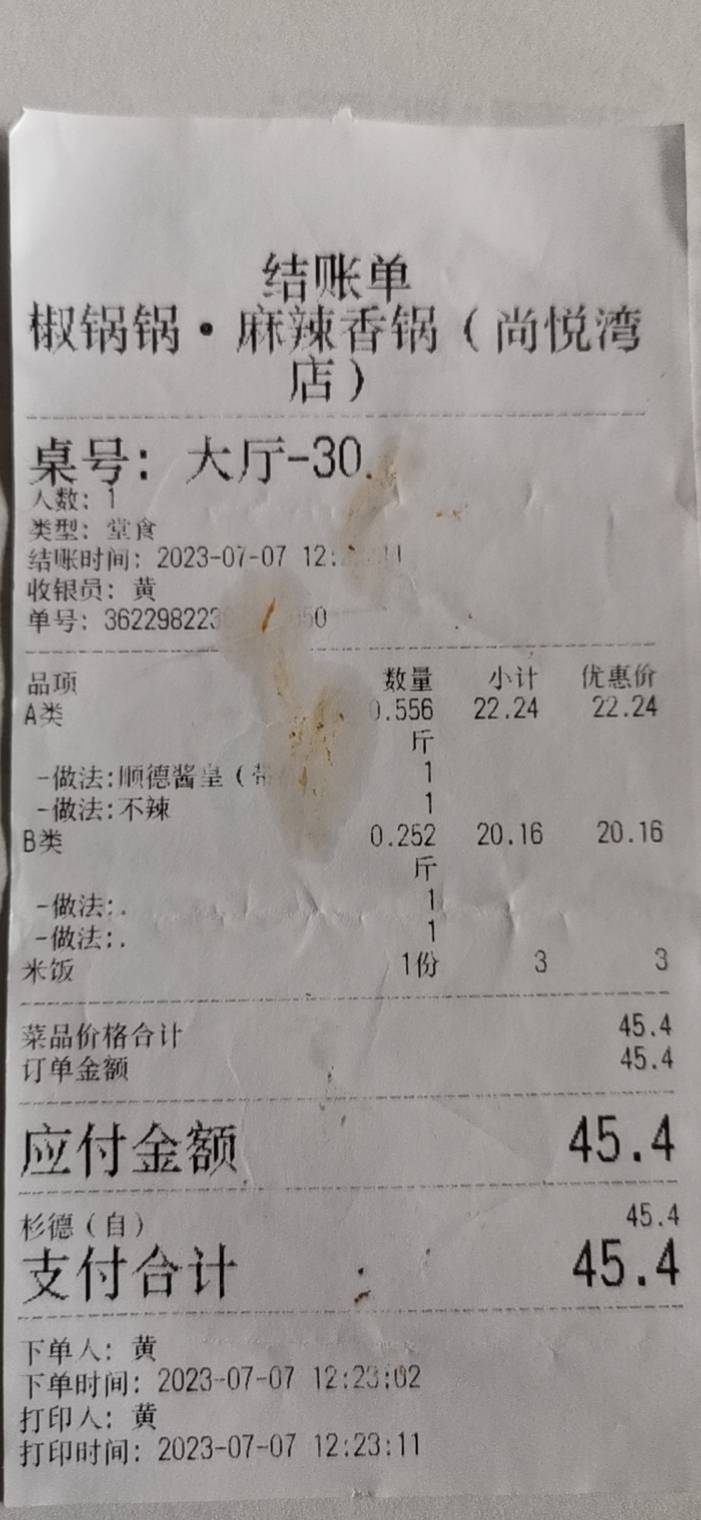 结账单
椒锅锅·麻辣香锅（尚悦湾
店）
桌号: 大厅-30.
人数: 1
类型: 堂食
结账时间: 2023-07-07
收银员: 黄
单号:
品项 数量 小计 优惠价
A类 0.556 22.24 22.24
斤
-做法:顺德酱皇（ 1
-做法:不辣 1
B类 0.252 20.16 20.16
斤
-做法:. 1
-做法:. 1
米饭 1份 3 3
菜品价格合计 45.4
订单金额 45.4
应付金额 45.4
杉德（自） 45.4
支付合计 45.4
下单人: 黄
下单时间: 2023-07-07 12:23:02
打印人: 黄
打印时间: 2023-07-07 12:23:11